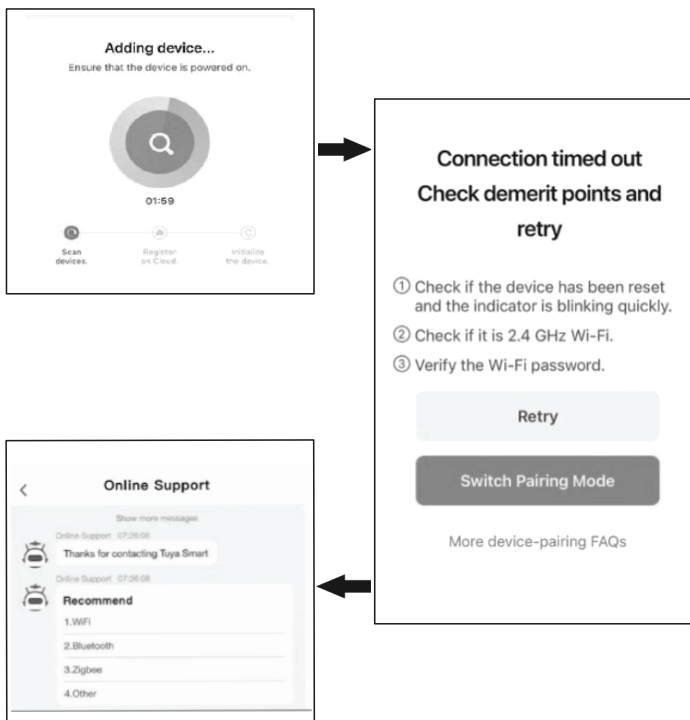 Adding device...
Ensure that the device is powered on.
01:59
Scan
devices.
Register
on Cloud.
Initialize
the device.
Connection timed out
Check demerit points and
retry
① Check if the device has been reset
and the indicator is blinking quickly.
② Check if it is 2.4 GHz Wi-Fi.
③ Verify the Wi-Fi password.
Retry
Switch Pairing Mode
More device-pairing FAQs
Online Support
Show more messages
Online Support 07:26:08
Thanks for contacting Tuya Smart
Online Support 07:26:08
Recommend
1.WiFi
2.Bluetooth
3.Zigbee
4.Other